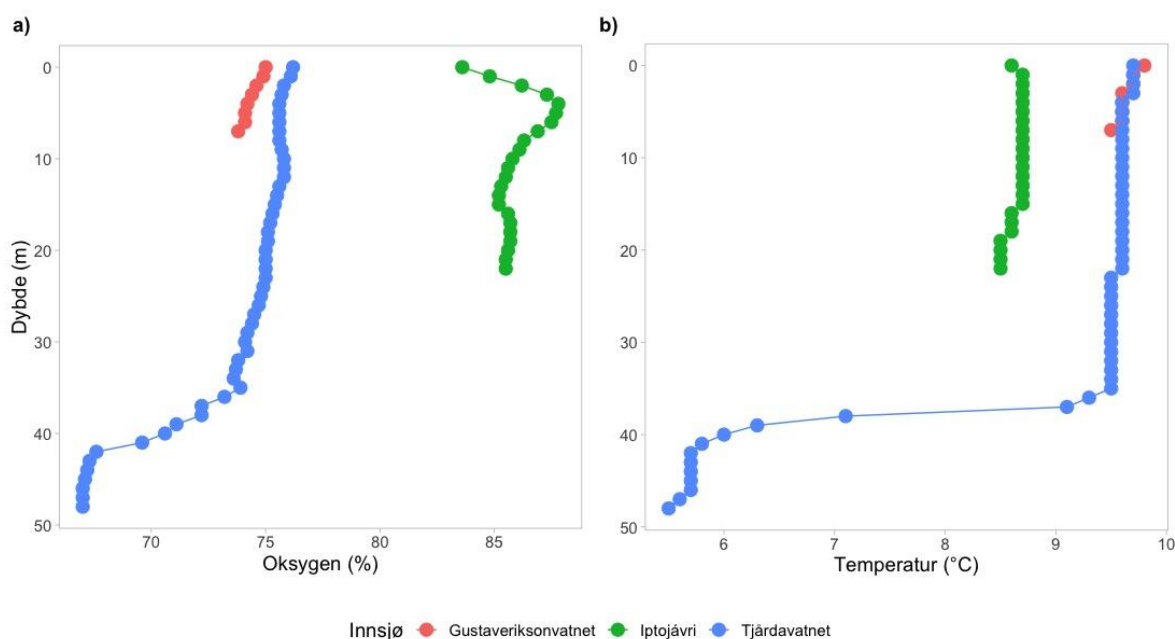 a)
0
10
20
30
40
50
Dybde (m)
70 75 80 85
Oksygen (%)
b)
0
10
20
30
40
50
6 7 8 9 10
Temperatur (°C)
Innsjø Gustaveriksonvatnet Iptojávri Tjårdavatnet